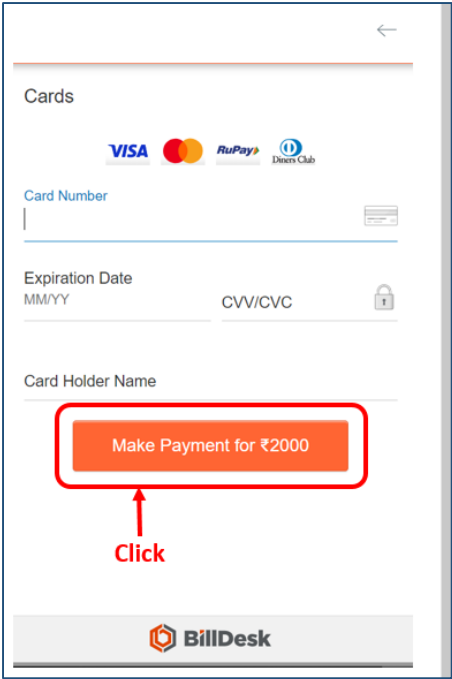 Cards
VISA RuPay Diners Club
Card Number
Expiration Date
MM/YY
CVV/CVC
Card Holder Name
Make Payment for ₹2000
Click
BillDesk